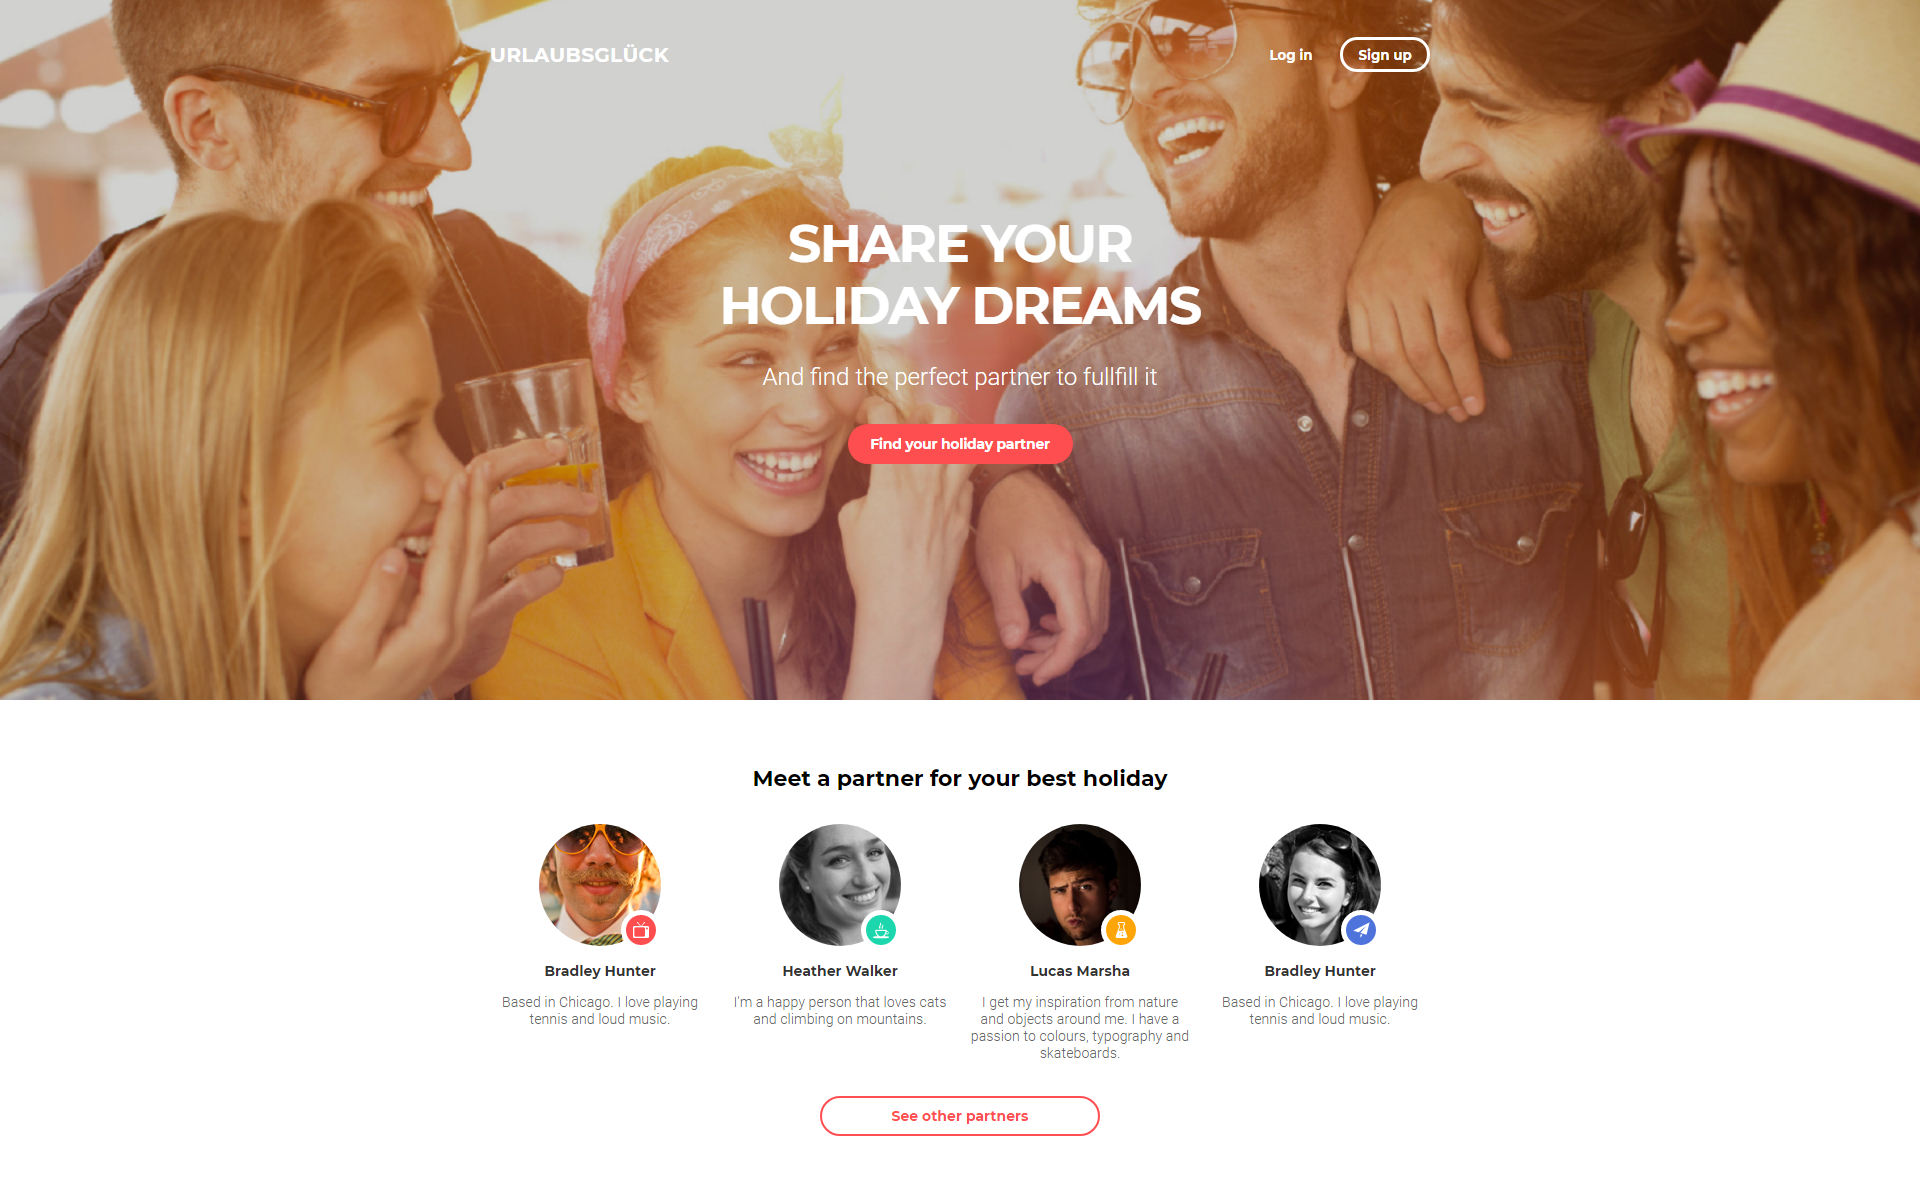 URLAUBSGLÜCK
Log in
Sign up
SHARE YOUR
HOLIDAY DREAMS
And find the perfect partner to fullfill it
Find your holiday partner
Meet a partner for your best holiday
Bradley Hunter
Based in Chicago. I love playing
tennis and loud music.
Heather Walker
I'm a happy person that loves cats
and climbing on mountains.
Lucas Marsha
I get my inspiration from nature
and objects around me. I have a
passion to colours, typography and
skateboards.
Bradley Hunter
Based in Chicago. I love playing
tennis and loud music.
See other partners